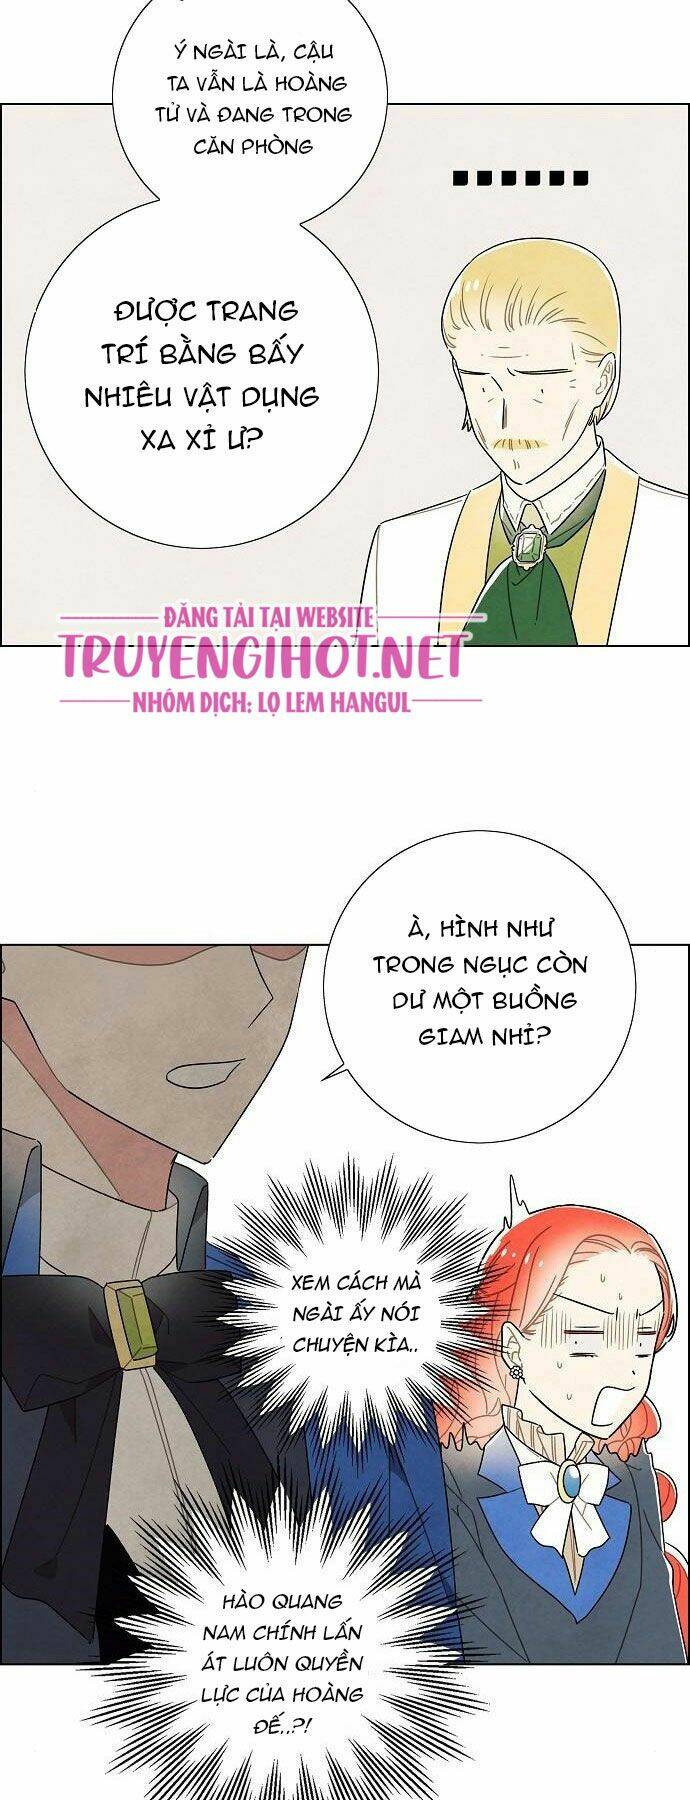 Ý NGÀI LÀ, CẬU
TA VẪN LÀ HOÀNG
TỬ VÀ ĐANG TRONG
CĂN PHÒNG
ĐƯỢC TRANG
TRÍ BẰNG BẤY
NHIÊU VẬT DỤNG
XA XỈ Ư?
ĐĂNG TẢI TẠI WEBSITE
TRUYENGIHOT.NET
NHÓM DỊCH: LỌ LEM HANGUL
À, HÌNH NHƯ
TRONG NGỤC CÒN
DƯ MỘT BUỒNG
GIAM NHỈ?
XEM CÁCH MÀ
NGÀI ẤY NÓI
CHUYỆN KÌA..
HÀO QUANG
NAM CHÍNH LẤN
ÁT LUÔN QUYỀN
LỰC CỦA HOÀNG
ĐẾ..?!